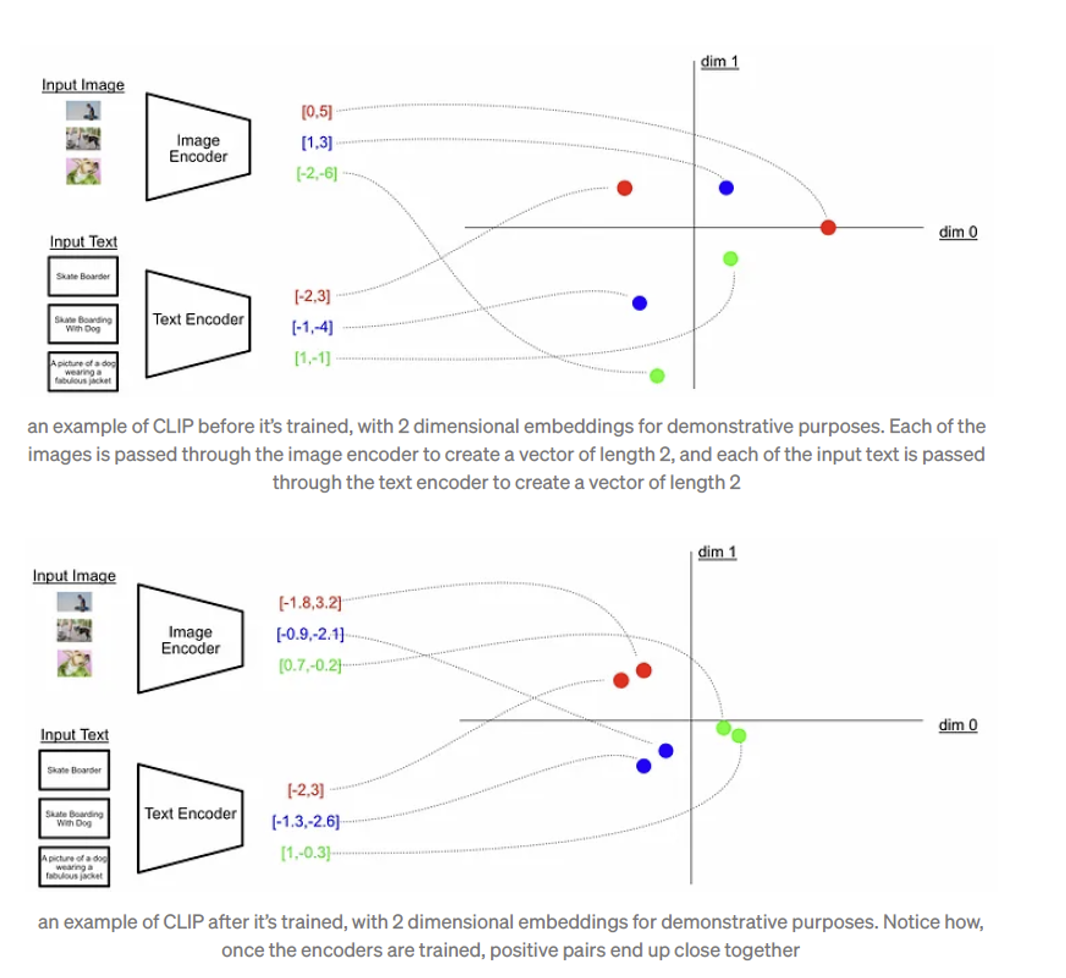 dim 1
Input Image
Image
Encoder
[0,5]
[1,3]
[-2,-6]
dim 0
Input Text
Skate Boarder
Skate Boarding
With Dog
A picture of a dog
wearing a
fabulous jacket
Text Encoder
[-2,3]
[-1,-4]
[1,-1]
an example of CLIP before it's trained, with 2 dimensional embeddings for demonstrative purposes. Each of the
images is passed through the image encoder to create a vector of length 2, and each of the input text is passed
through the text encoder to create a vector of length 2
dim 1
Input Image
Image
Encoder
[-1.8,3.2]
[-0.9,-2.1]
[0.7,-0.2]
dim 0
Input Text
Skate Boarder
Skate Boarding
With Dog
A picture of a dog
wearing a
fabulous jacket
Text Encoder
[-2,3]
[-1.3,-2.6]
[1,-0.3]
an example of CLIP after it's trained, with 2 dimensional embeddings for demonstrative purposes. Notice how,
once the encoders are trained, positive pairs end up close together